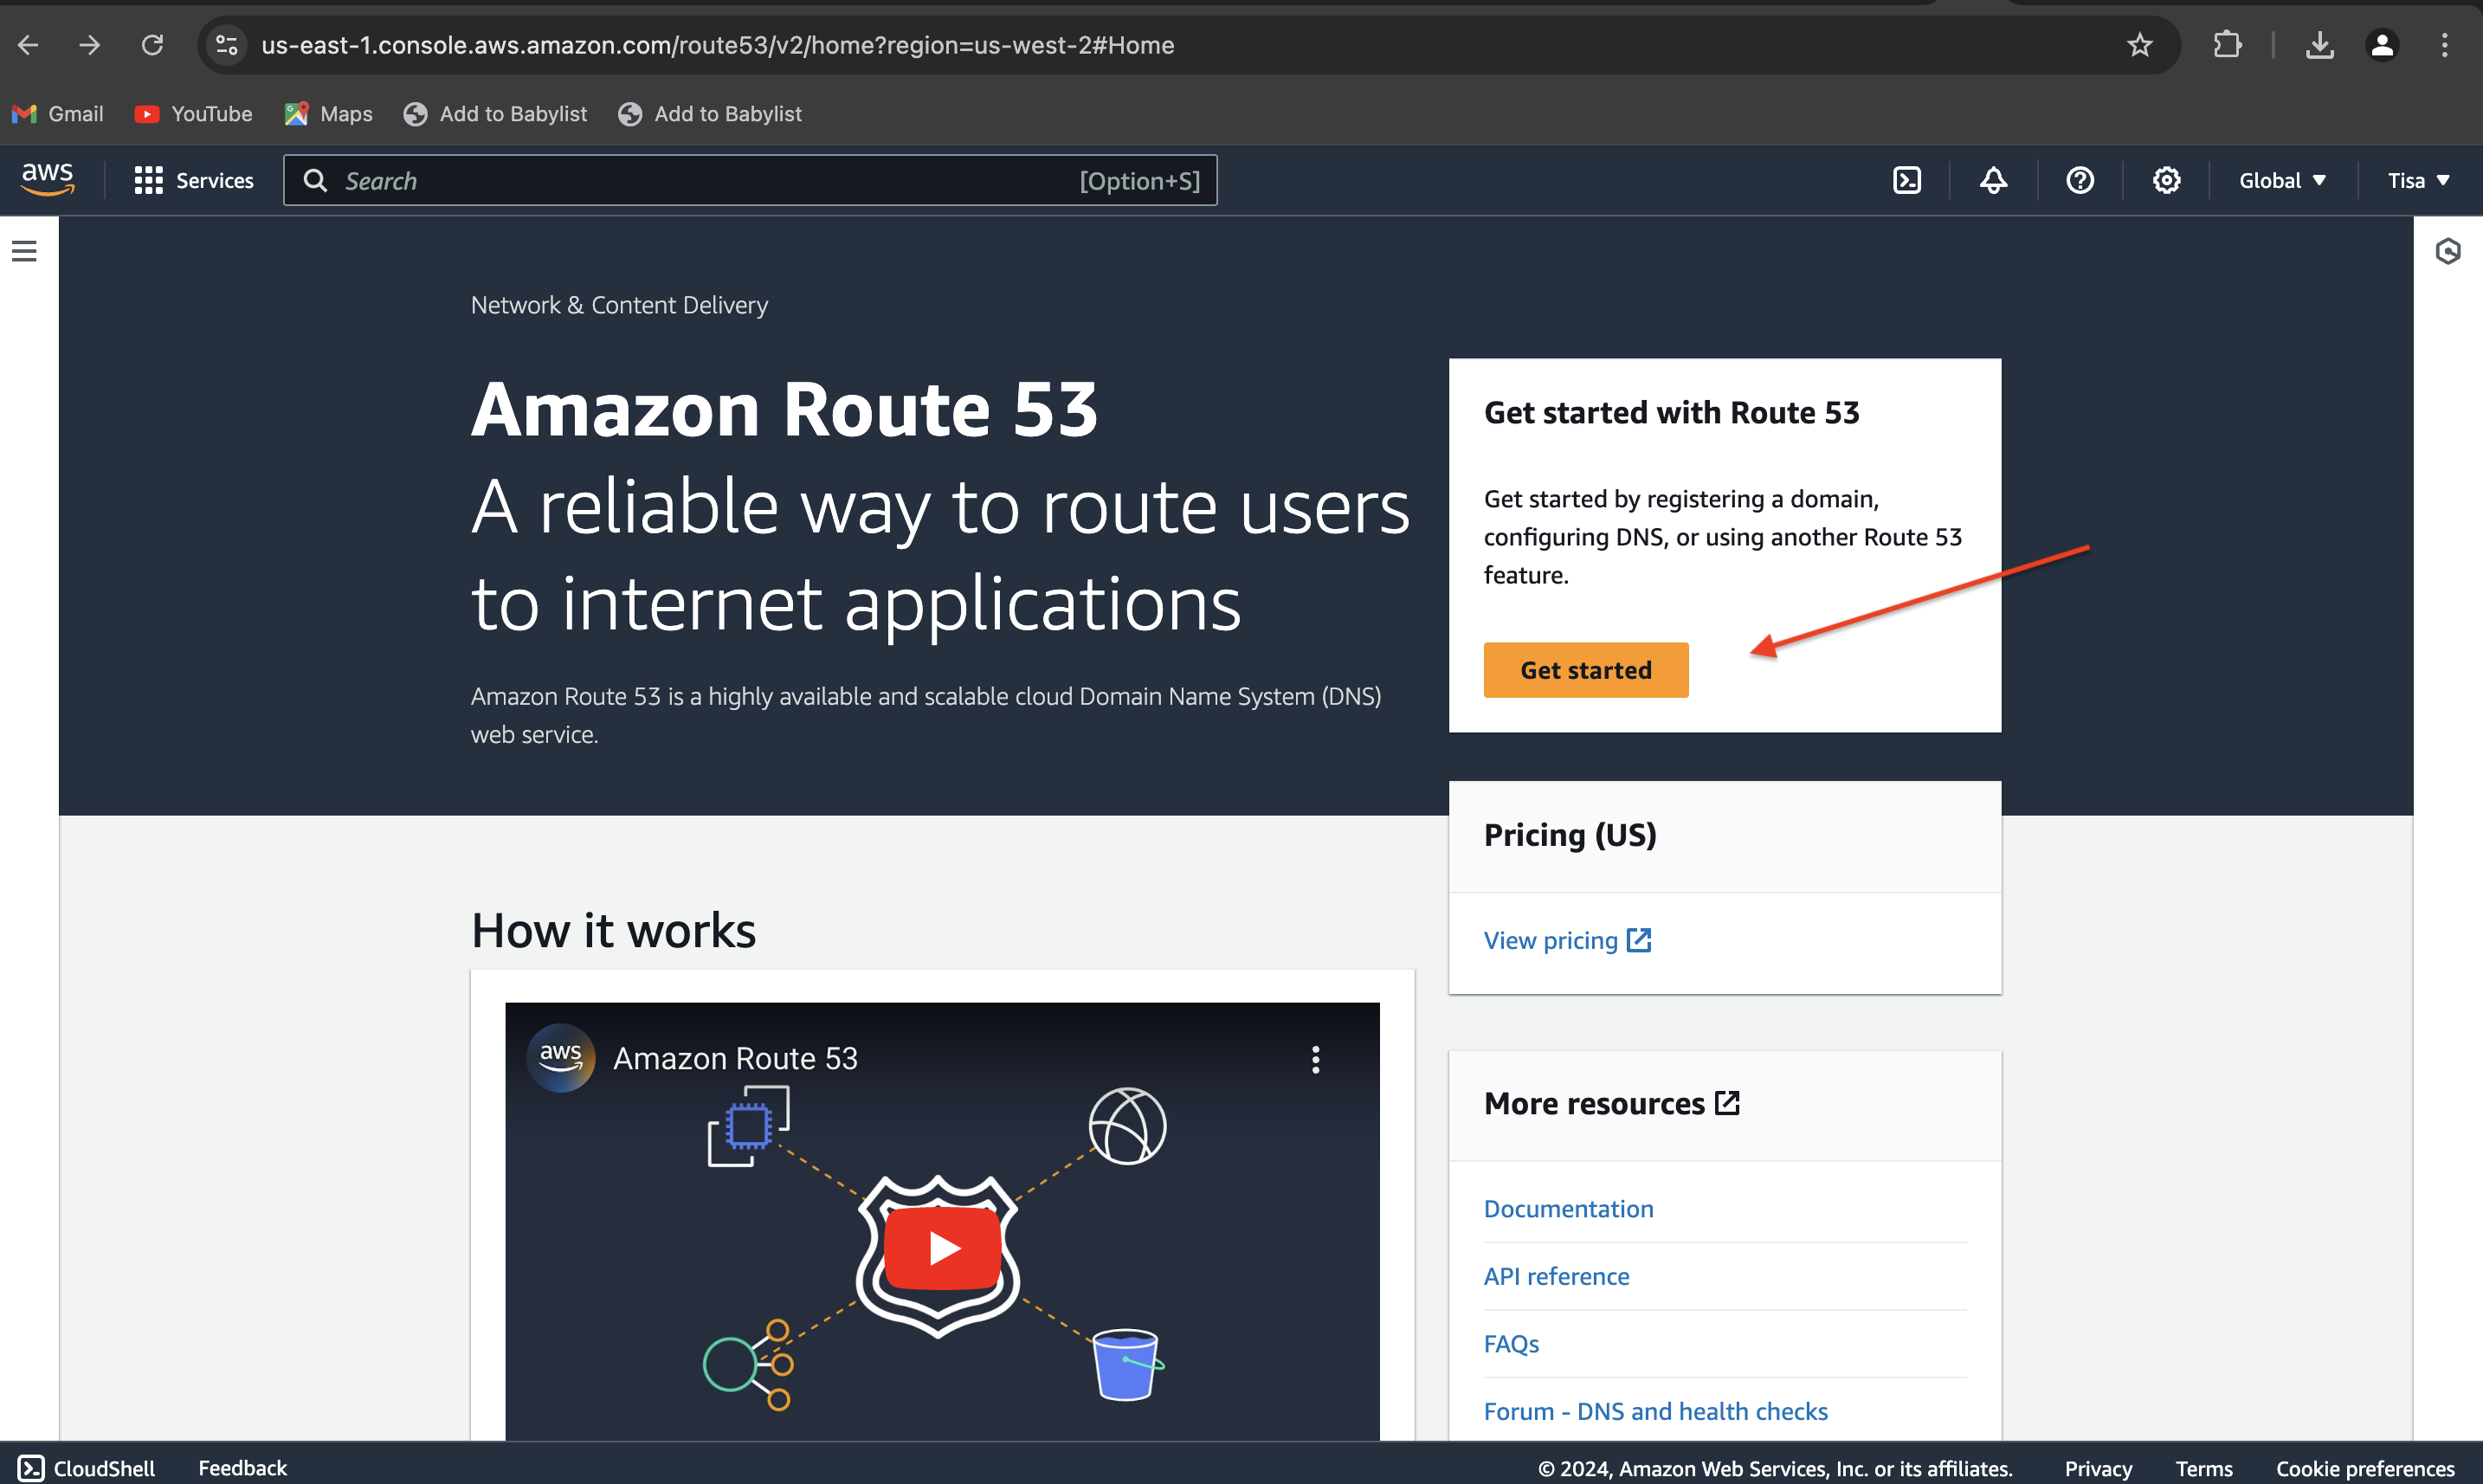 us-east-1.console.aws.amazon.com/route53/v2/home?region=us-west-2#Home
Gmail YouTube Maps Add to Babylist Add to Babylist
aws Services Search [Option+S] Global Tisa
Network & Content Delivery
Amazon Route 53
A reliable way to route users
to internet applications
Amazon Route 53 is a highly available and scalable cloud Domain Name System (DNS)
web service.
Get started with Route 53
Get started by registering a domain,
configuring DNS, or using another Route 53
feature.
Get started
Pricing (US)
View pricing
How it works
aws Amazon Route 53
More resources
Documentation
API reference
FAQs
Forum - DNS and health checks
CloudShell Feedback © 2024, Amazon Web Services, Inc. or its affiliates. Privacy Terms Cookie preferences